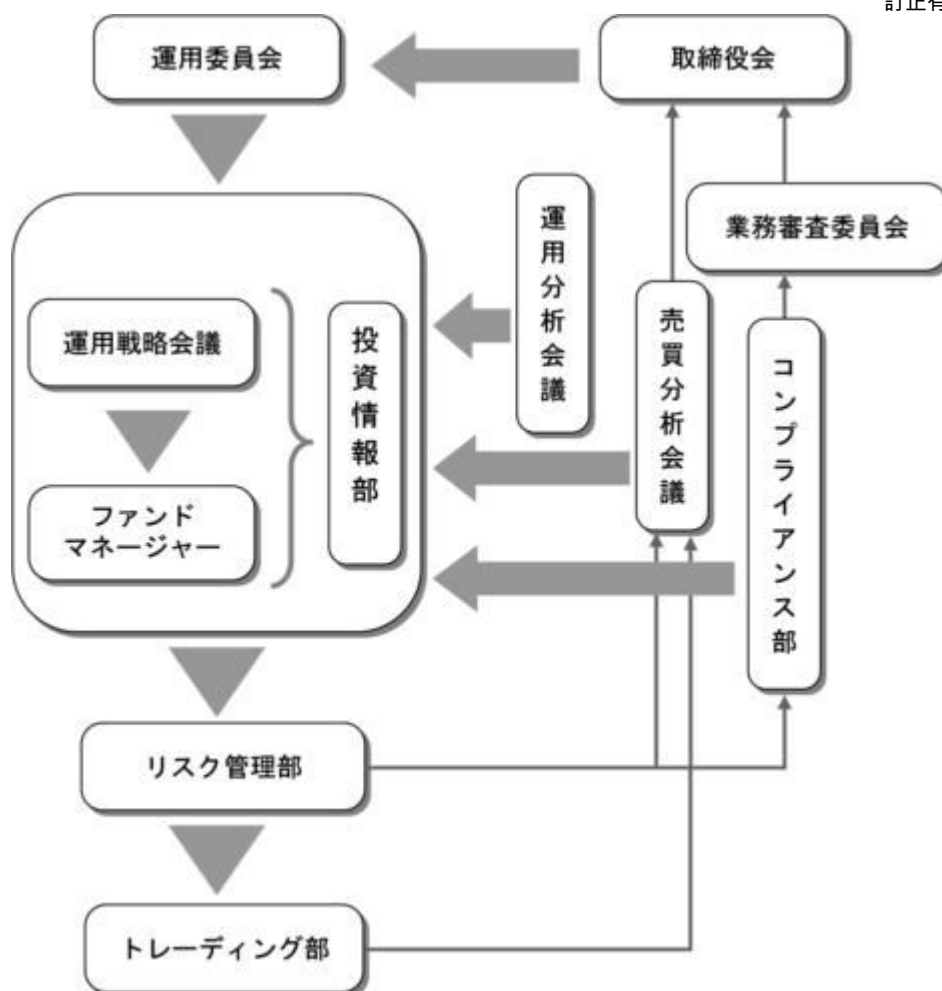 訂正有
運用委員会
取締役会
運用分析会議
業務審査委員会
売買分析会議
コンプライアンス部
運用戦略会議
投資情報部
ファンド
マネージャー
リスク管理部
トレーディング部